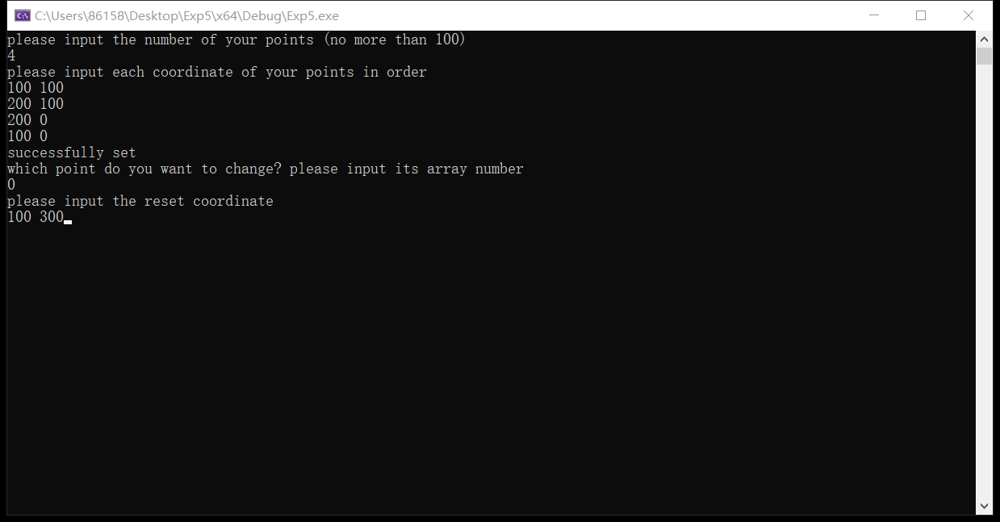 C:\Users\86158\Desktop\Exp5\x64\Debug\Exp5.exe
please input the number of your points (no more than 100)
4
please input each coordinate of your points in order
100 100
200 100
200 0
100 0
successfully set
which point do you want to change? please input its array number
0
please input the reset coordinate
100 300